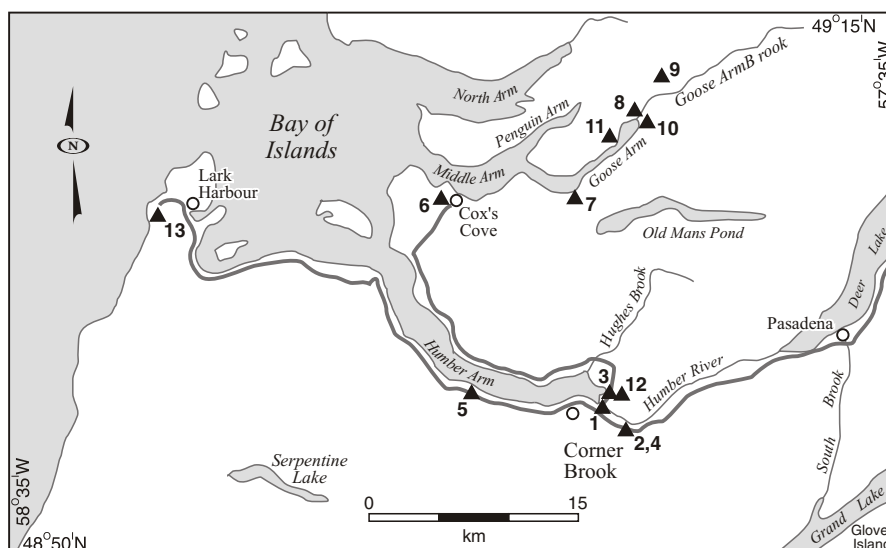 49°15'N
57°35'W
9
Goose ArmB rook
North Arm
8
Penguin Arm
10
11
Bay of
Islands
Goose Arm
N
Middle Arm
Lark
Harbour
6
Cox's
Cove
7
13
Old Mans Pond
Deer Lake
Hughes Brook
Pasadena
Humber Arm
Humber River
3
12
5
1
2,4
Corner
Brook
South Brook
Serpentine
Lake
58°35'W
0
15
km
Grand Lake
Glove
Island
48°50'N